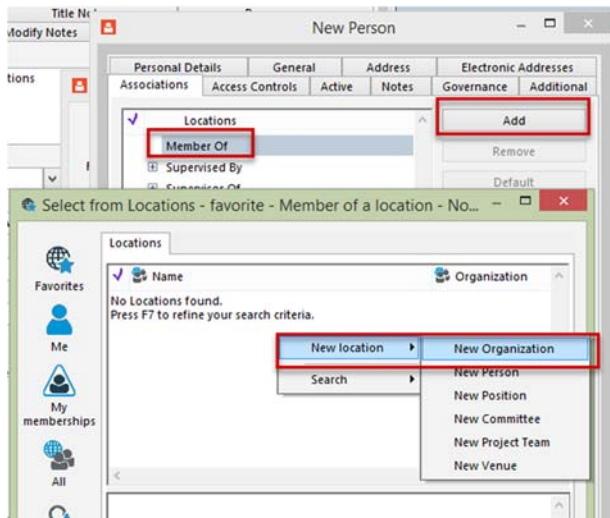 Title No
Modify Notes
New Person
tions
Personal Details General Address Electronic Addresses
Associations Access Controls Active Notes Governance Additional
Locations
Add
Member Of
Remove
Supervised By
Supervisor Of
Default
Select from Locations - favorite - Member of a location - No...
Locations
Favorites
Name Organization
No Locations found.
Press F7 to refine your search criteria.
Me
New location New Organization
New Person
Search
New Position
My
memberships
New Committee
New Project Team
All
New Venue